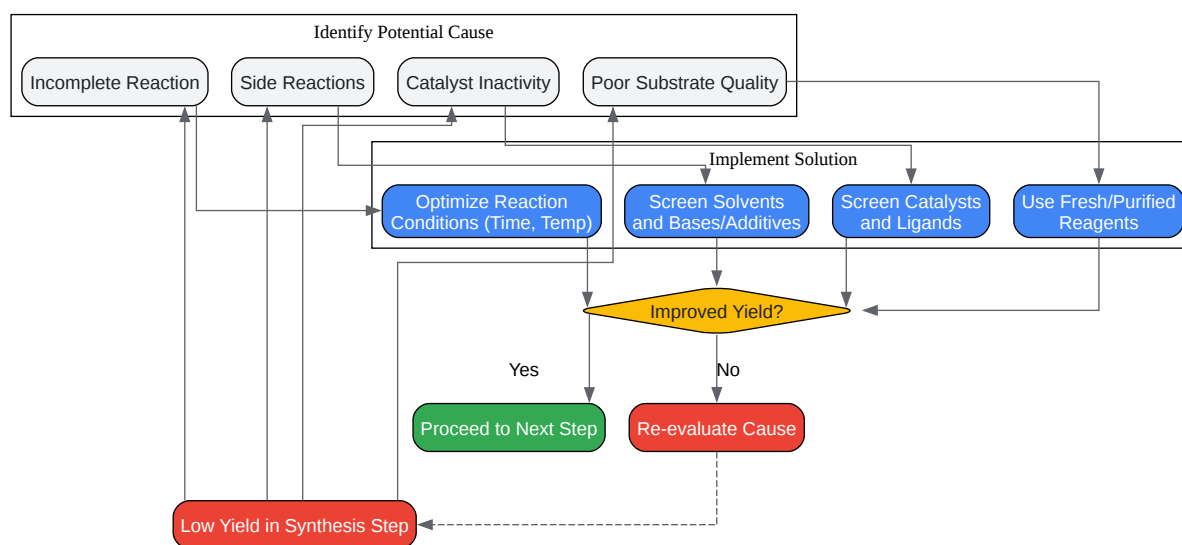 Identify Potential Cause
Incomplete Reaction
Side Reactions
Catalyst Inactivity
Poor Substrate Quality
Implement Solution
Optimize Reaction
Conditions (Time, Temp)
Screen Solvents
and Bases/Additives
Screen Catalysts
and Ligands
Use Fresh/Purified
Reagents
Improved Yield?
Yes
No
Proceed to Next Step
Re-evaluate Cause
Low Yield in Synthesis Step